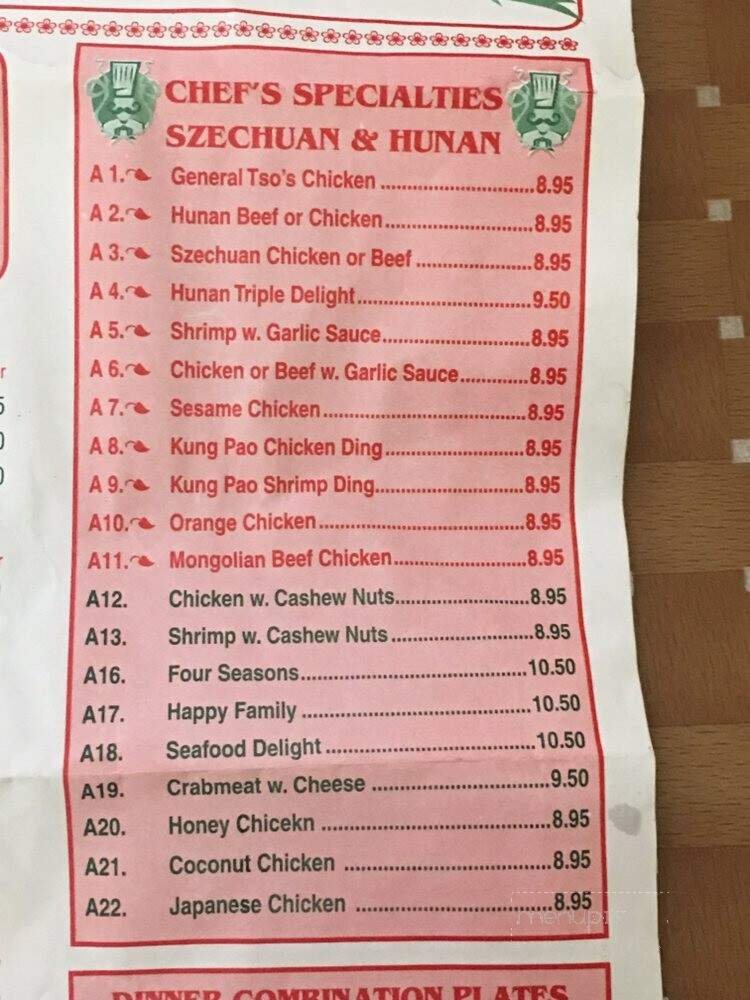 CHEF'S SPECIALTIES
SZECHUAN & HUNAN
A 1. General Tso's Chicken ..............................8.95
A 2. Hunan Beef or Chicken.............................8.95
A 3. Szechuan Chicken or Beef .......................8.95
A 4. Hunan Triple Delight..................................9.50
A 5. Shrimp w. Garlic Sauce.............................8.95
A 6. Chicken or Beef w. Garlic Sauce.............8.95
A 7. Sesame Chicken........................................8.95
A 8. Kung Pao Chicken Ding...........................8.95
A 9. Kung Pao Shrimp Ding.............................8.95
A10. Orange Chicken.........................................8.95
A11. Mongolian Beef Chicken..........................8.95
A12. Chicken w. Cashew Nuts..........................8.95
A13. Shrimp w. Cashew Nuts............................8.95
A16. Four Seasons.............................................10.50
A17. Happy Family .............................................10.50
A18. Seafood Delight..........................................10.50
A19. Crabmeat w. Cheese ...................................9.50
A20. Honey Chicekn .............................................8.95
A21. Coconut Chicken .........................................8.95
A22. Japanese Chicken .......................................8.95
DINNER COMBINATION PLATES